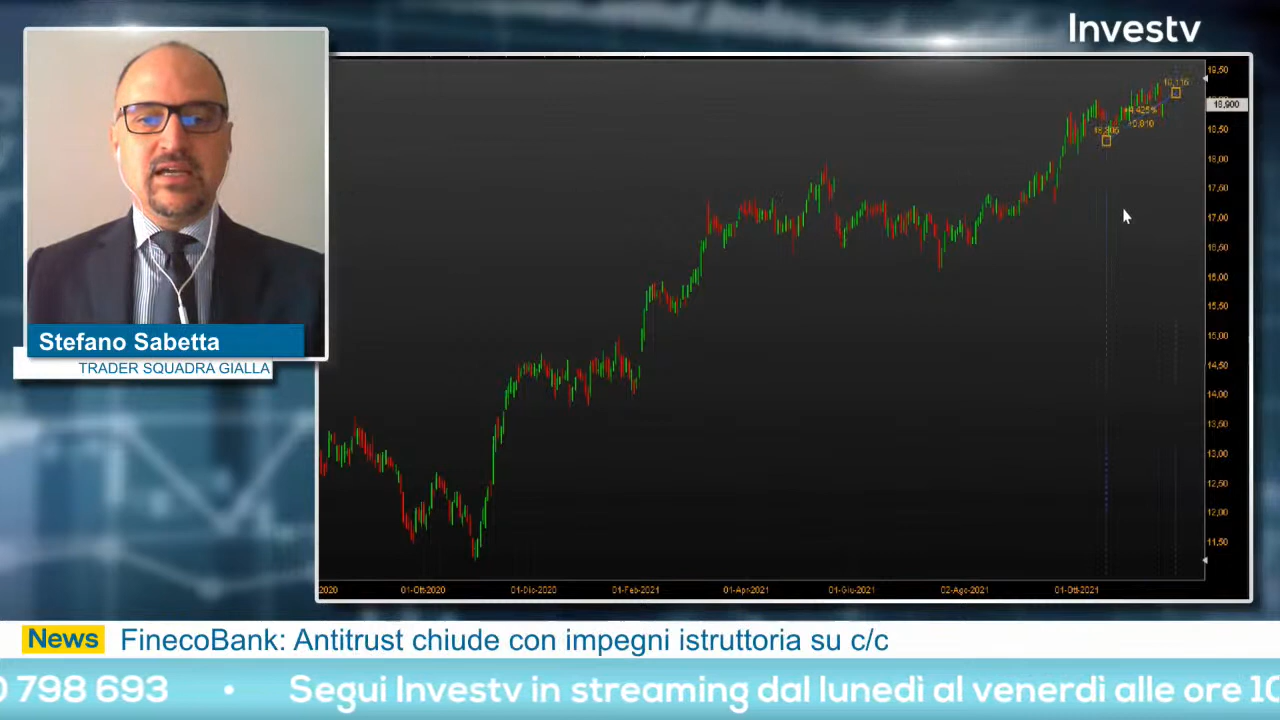 Investv
Stefano Sabetta
TRADER SQUADRA GIALLA
19,50
18,900
18,50
18,00
17,50
17,00
16,50
16,00
15,50
15,00
14,50
14,00
13,50
13,00
12,50
12,00
11,50
2020
01-Ott-2020
01-Dic-2020
01-Feb-2021
01-Apr-2021
01-Giu-2021
02-Ago-2021
01-Ott-2021
News
FinecoBank: Antitrust chiude con impegni istruttoria su c/c
0 798 693 • Segui Investv in streaming dal lunedì al venerdì alle ore 10